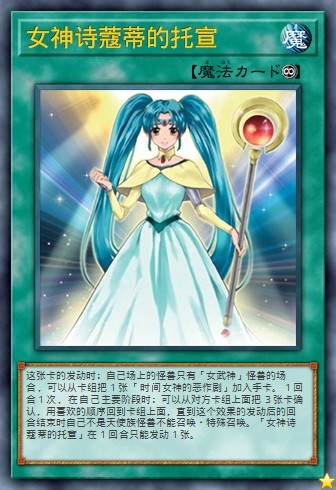 女神诗蔻蒂的托宣
魔
【魔法カード】
这张卡的发动时；自己场上的怪兽只有「女武神」怪兽的场
合，可以从卡组把 1 张「 时间女神的恶作剧」加入手卡。 1 回
合 1 次，在自己主要阶段时；可以从对方卡组上面把 3 张卡确
认，用喜欢的顺序回到卡组上面，直到这个效果的发动后的回
合结束时自己不是天使族怪兽不能召唤・特殊召唤。「女神诗
蔻蒂的托宣」在 1 回合只能发动 1 张。